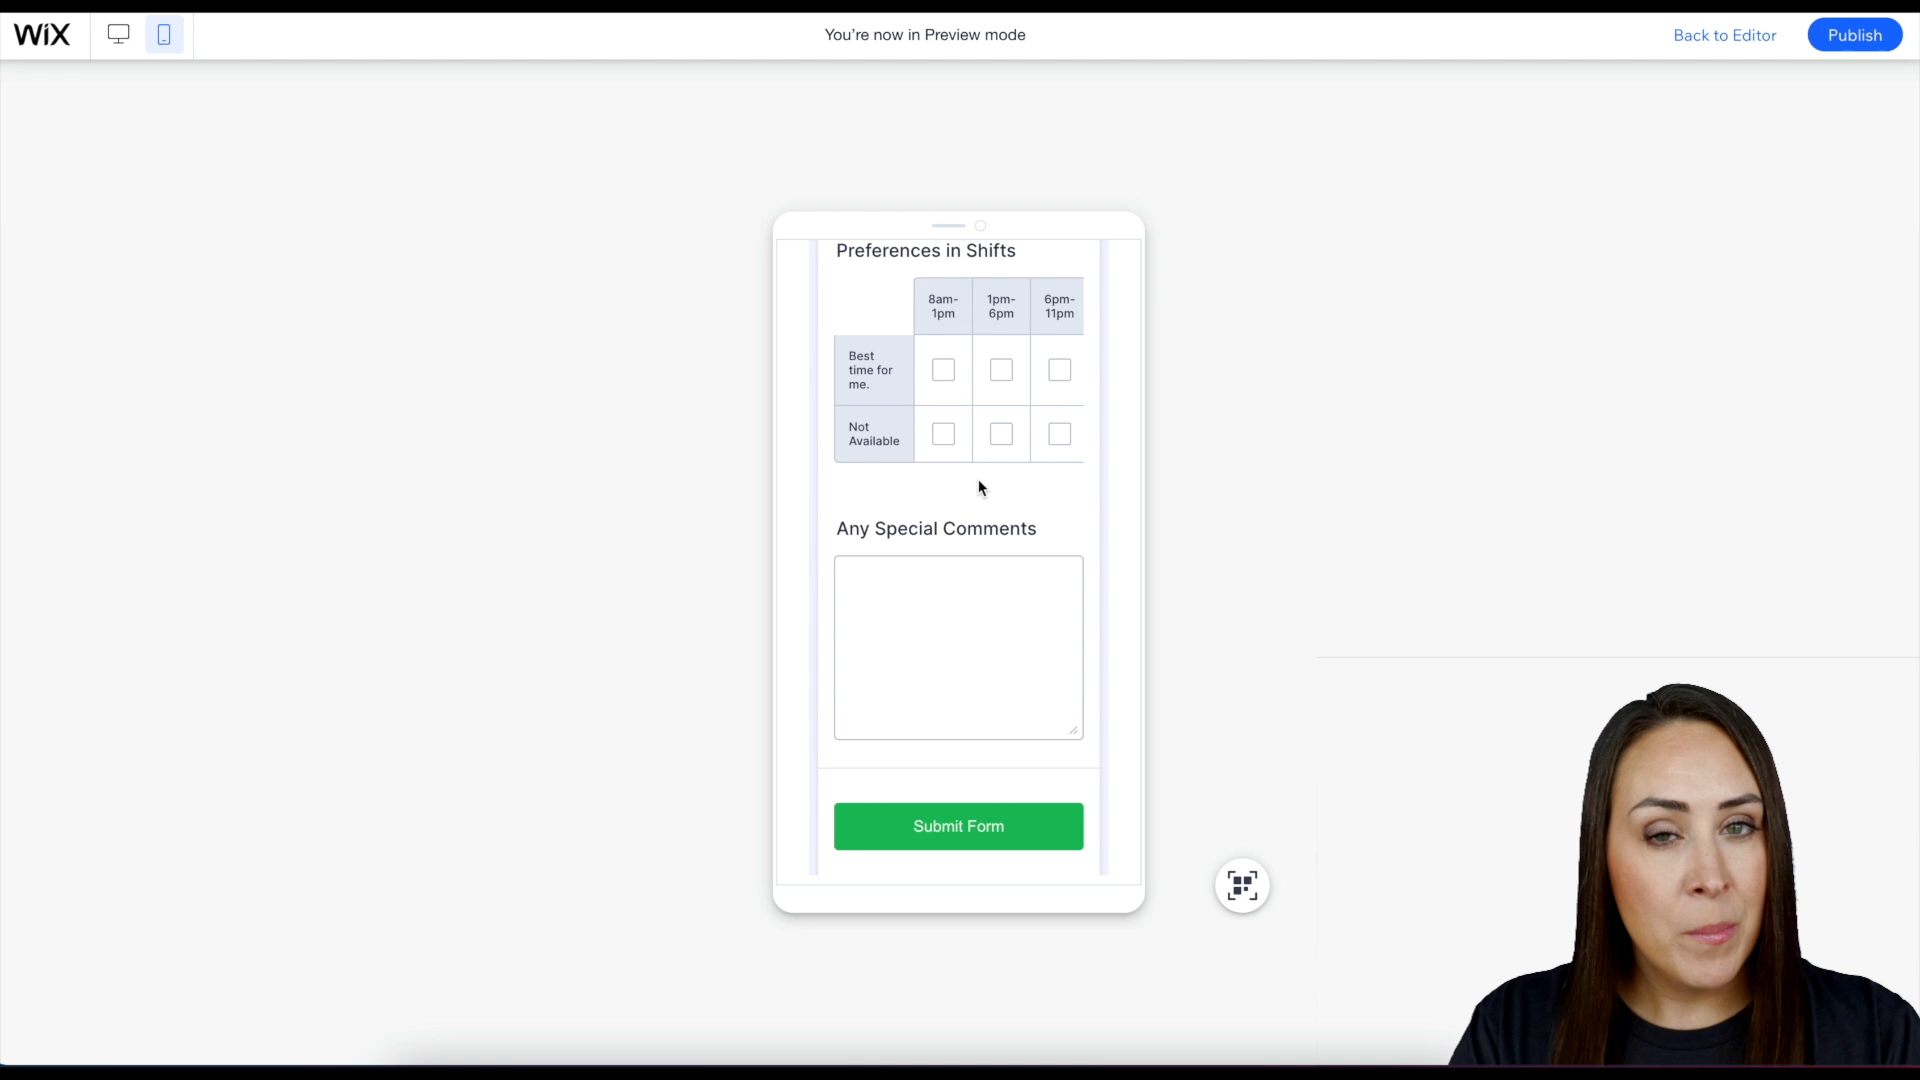 WiX
You're now in Preview mode
Back to Editor
Publish
Preferences in Shifts
8am-
1pm
1pm-
6pm
6pm-
11pm
Best
time for
me.
Not
Available
Any Special Comments
Submit Form